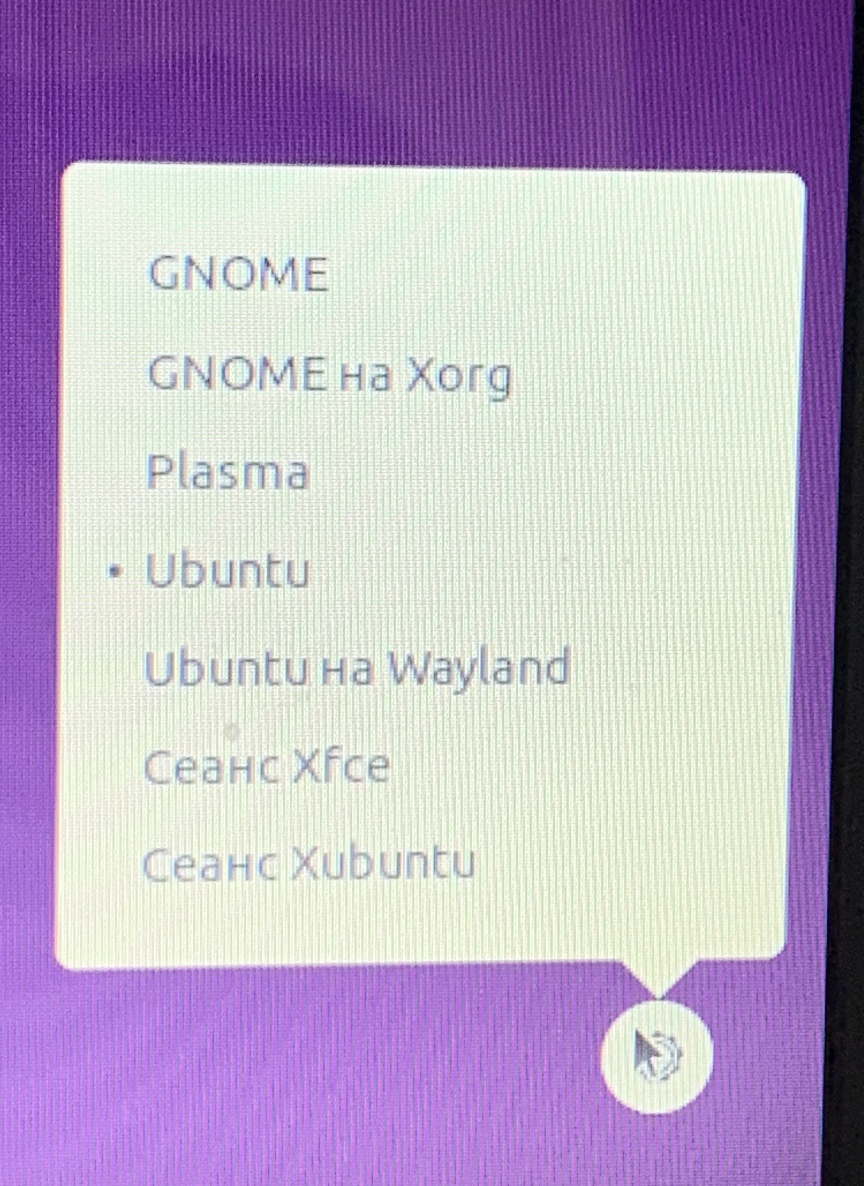 GNOME
GNOME на Xorg
Plasma
• Ubuntu
Ubuntu на Wayland
Сеанс Xfce
Сеанс Xubuntu